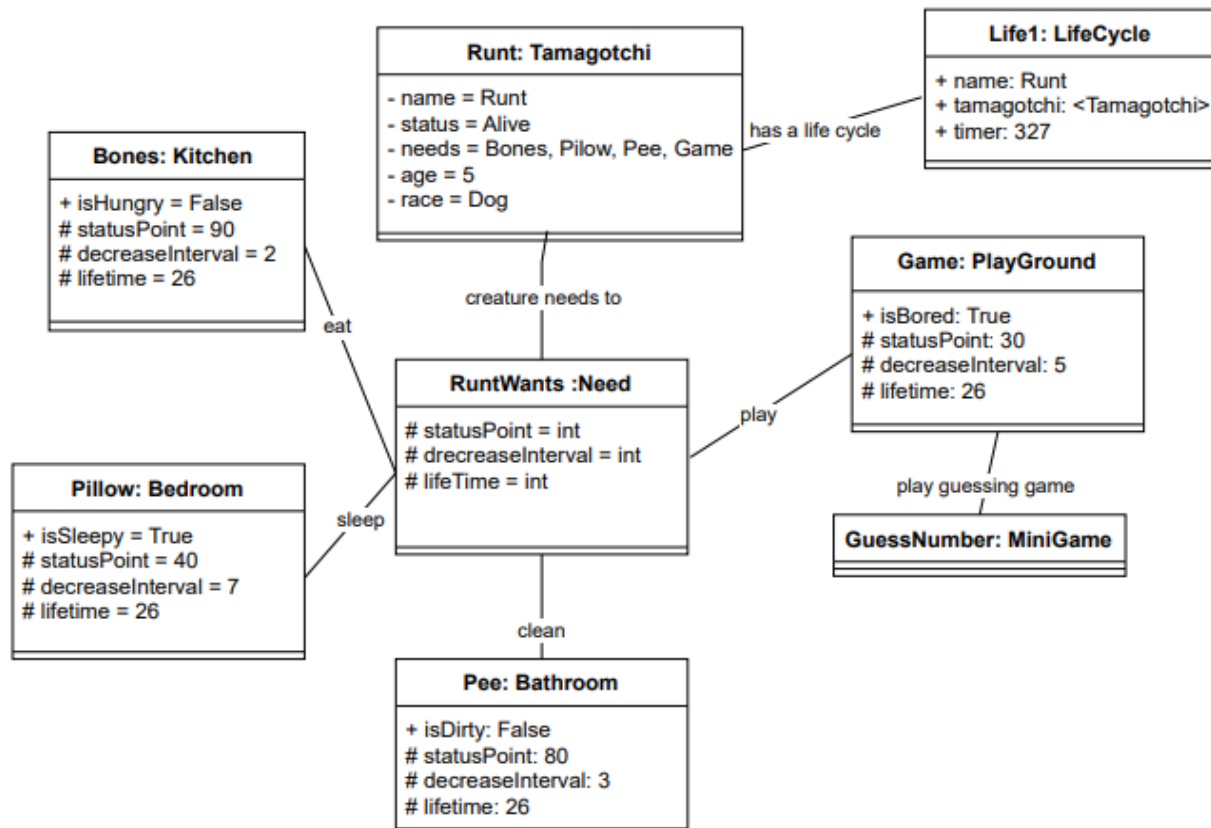 Runt: Tamagotchi
- name = Runt
- status = Alive
- needs = Bones, Pilow, Pee, Game
- age = 5
- race = Dog
Life1: LifeCycle
+ name: Runt
+ tamagotchi: <Tamagotchi>
+ timer: 327
has a life cycle
Bones: Kitchen
+ isHungry = False
# statusPoint = 90
# decreaseInterval = 2
# lifetime = 26
creature needs to
Game: PlayGround
+ isBored: True
# statusPoint: 30
# decreaseInterval: 5
# lifetime: 26
eat
RuntWants :Need
# statusPoint = int
# drecreaseInterval = int
# lifeTime = int
play
Pillow: Bedroom
+ isSleepy = True
# statusPoint = 40
# decreaseInterval = 7
# lifetime = 26
sleep
play guessing game
GuessNumber: MiniGame
clean
Pee: Bathroom
+ isDirty: False
# statusPoint: 80
# decreaseInterval: 3
# lifetime: 26